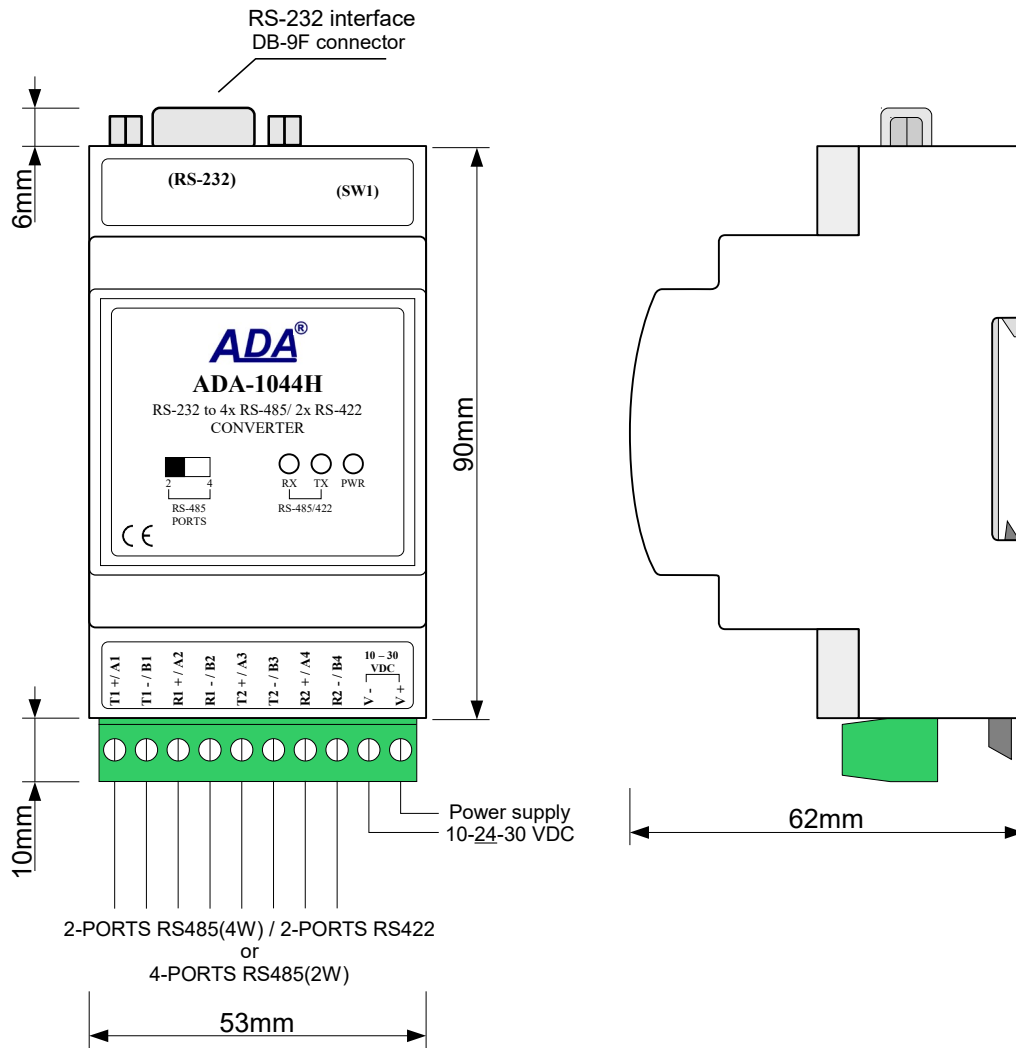 RS-232 interface
DB-9F connector
6mm
(RS-232)
(SW1)
ADA®
ADA-1044H
RS-232 to 4x RS-485/ 2x RS-422
CONVERTER
2 4
RX TX PWR
RS-485
PORTS
RS-485/422
CE
90mm
T1 +/ A1
T1 - / B1
R1 + / A2
R1 - / B2
T2 + / A3
T2 - / B3
R2 + / A4
R2 - / B4
10 – 30
VDC
V -
V +
10mm
Power supply
10-24-30 VDC
62mm
2-PORTS RS485(4W) / 2-PORTS RS422
or
4-PORTS RS485(2W)
53mm